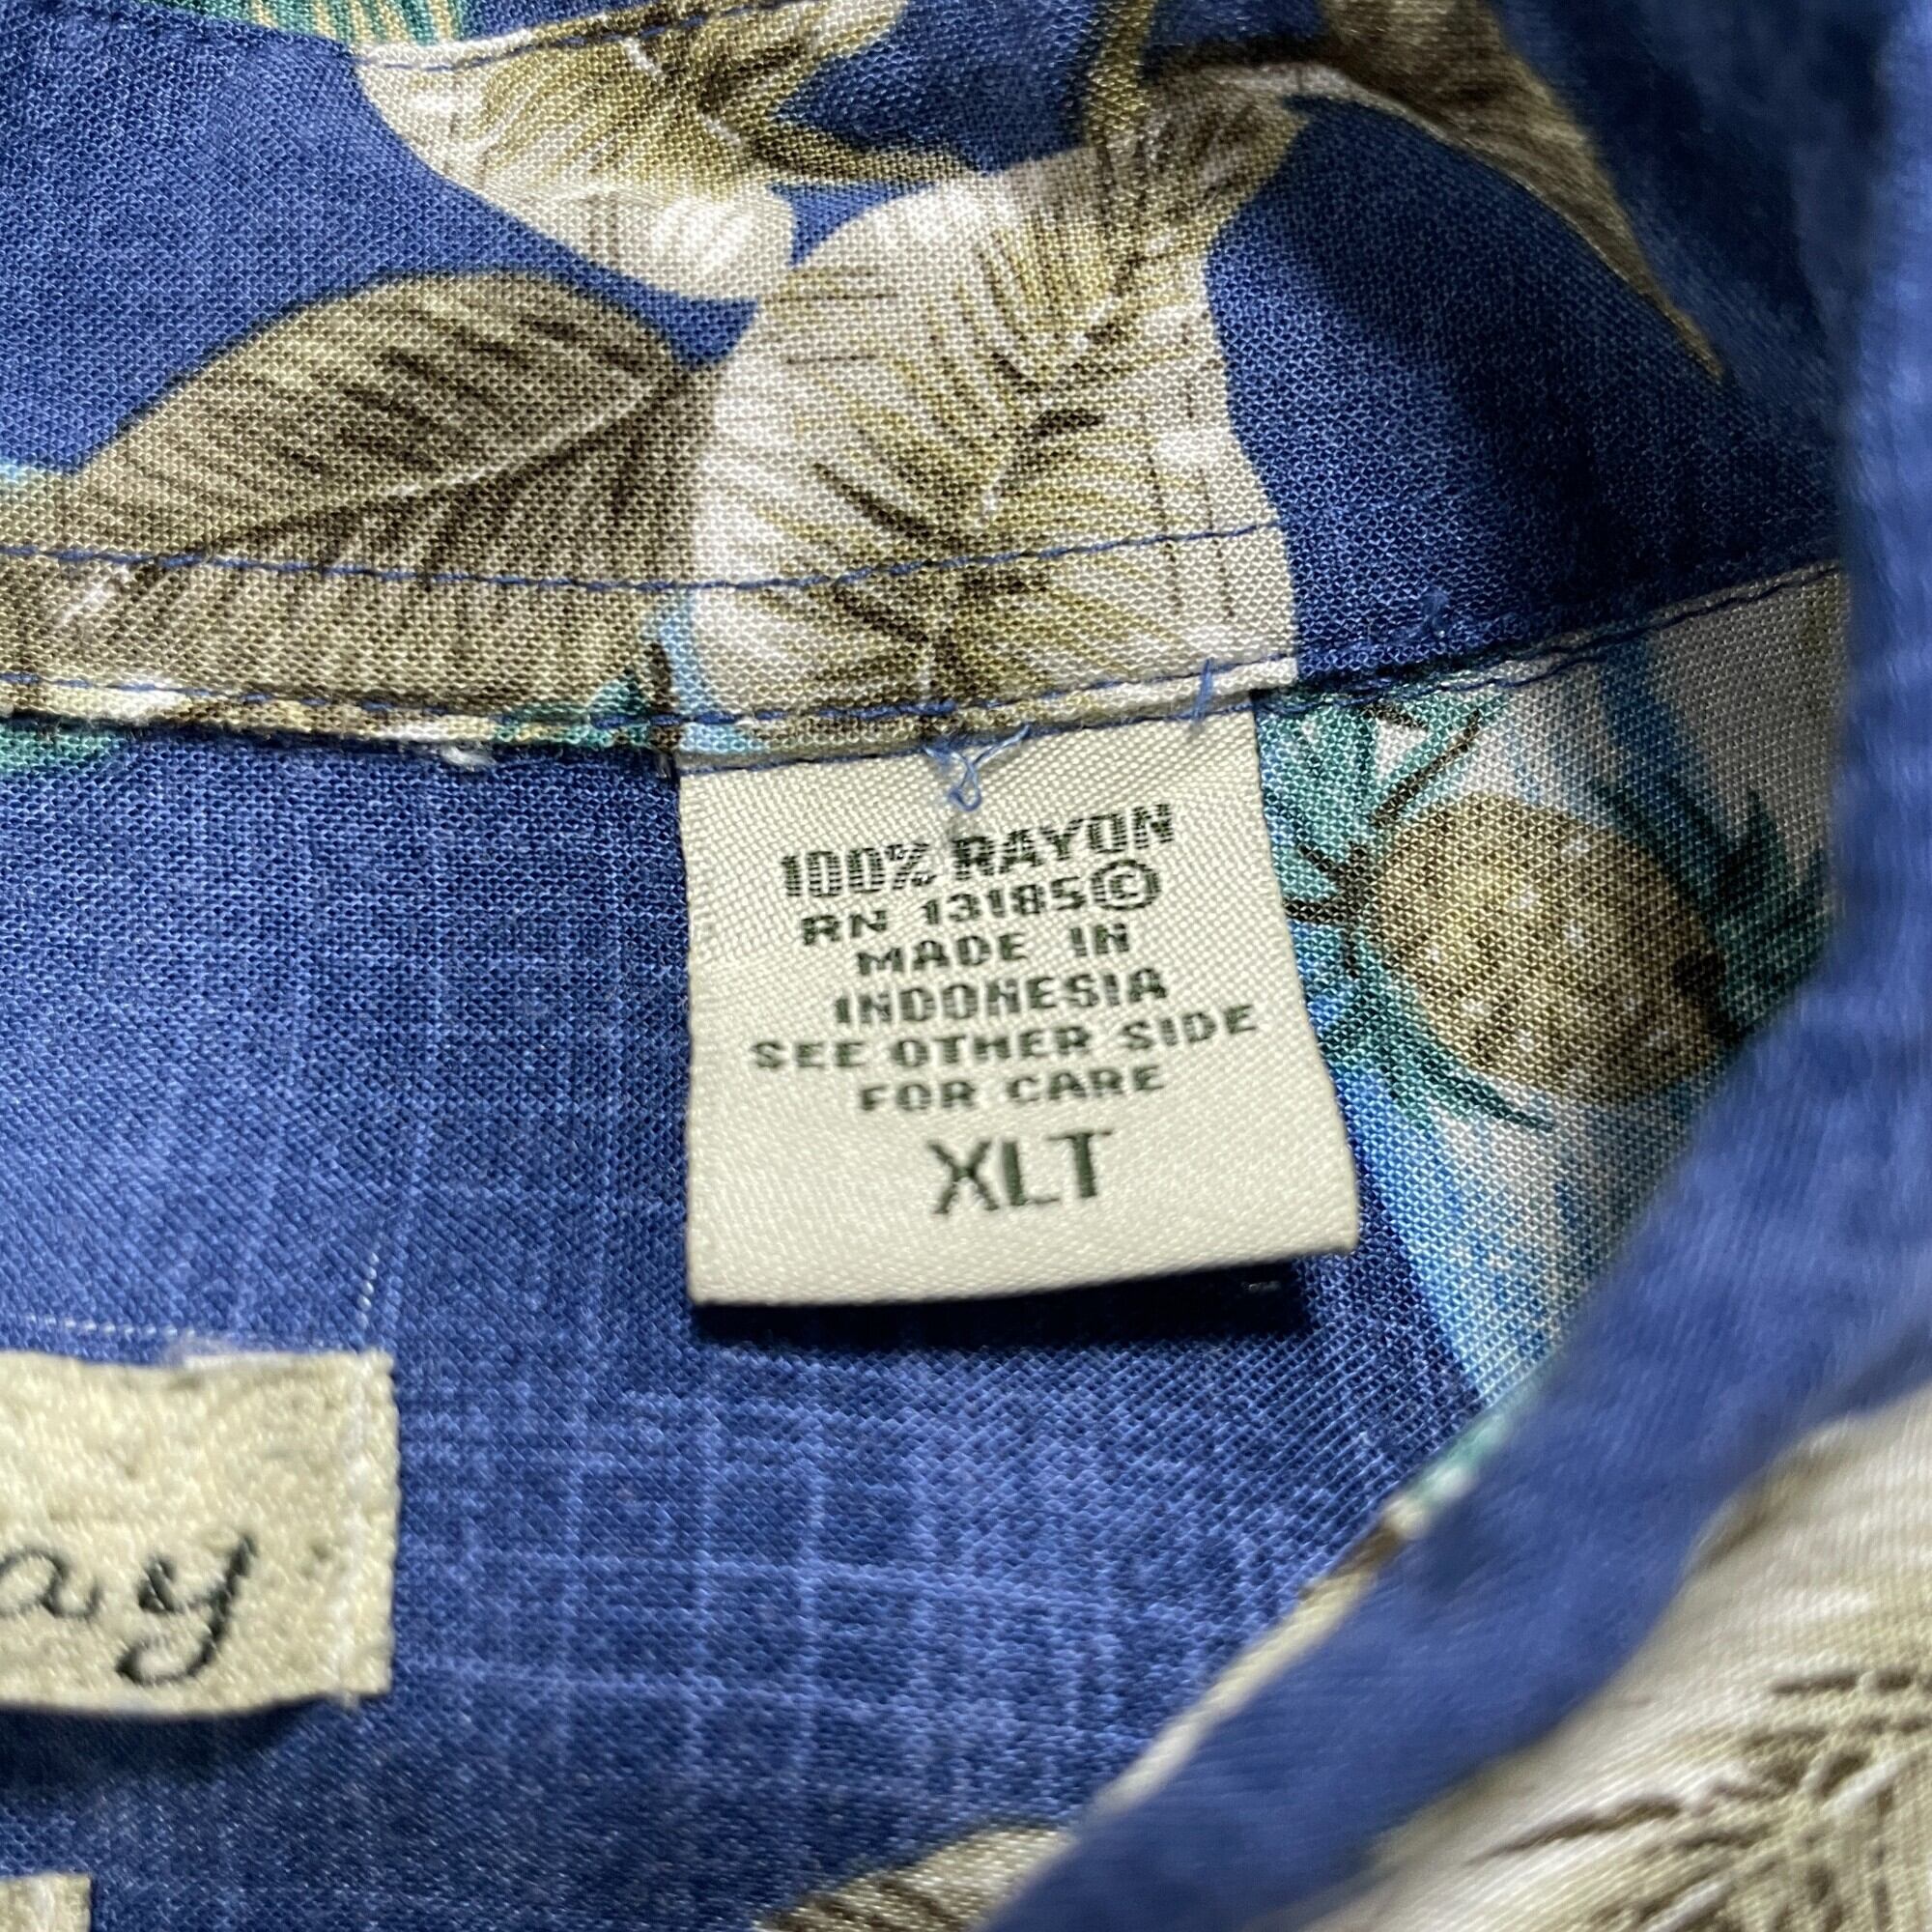 100% RAYON
RN 13185©
MADE IN
INDONESIA
SEE OTHER SIDE
FOR CARE
XLT
ay